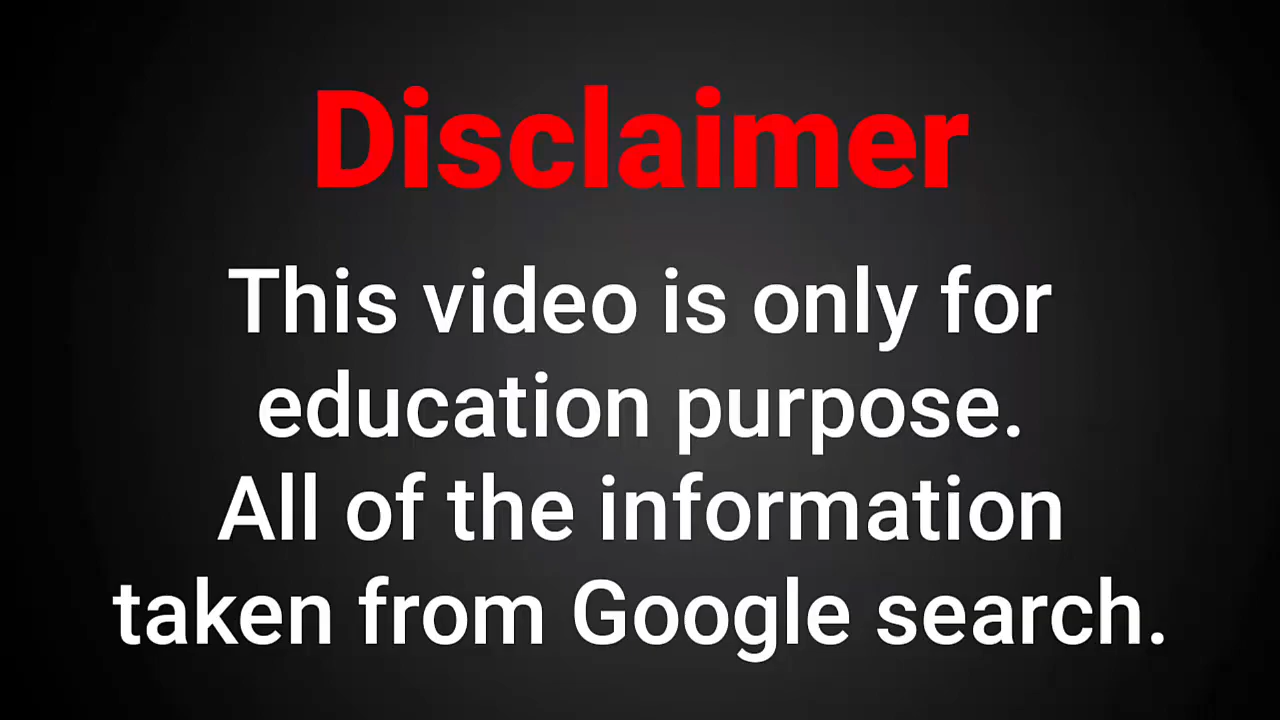 Disclaimer
This video is only for
education purpose.
All of the information
taken from Google search.